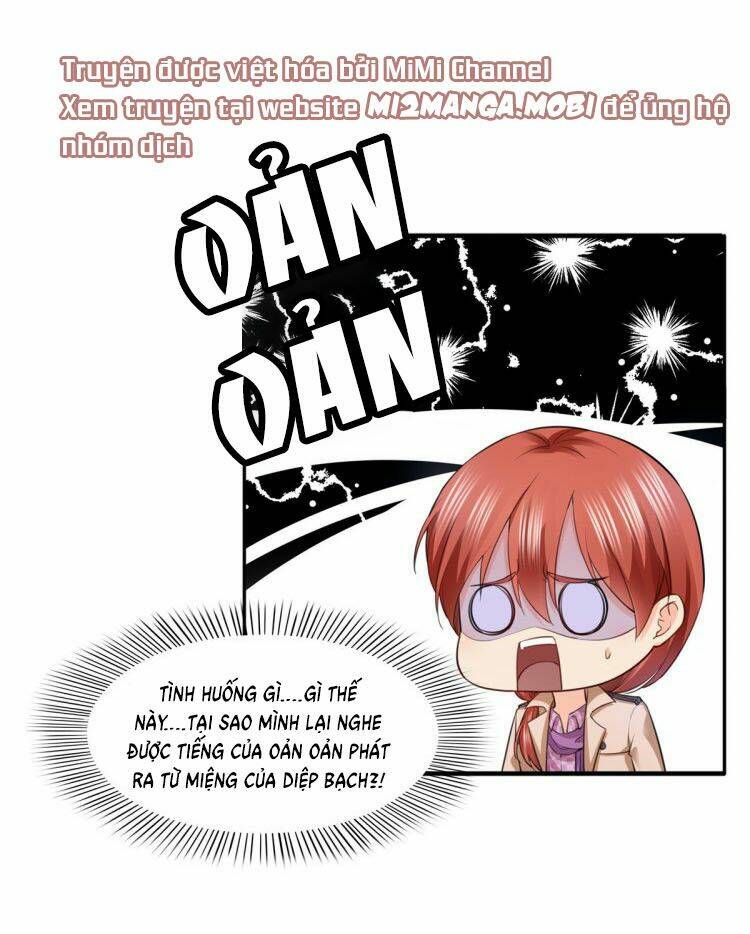 Truyện được việt hóa bởi MiMi Channel
Xem truyện tại website MI2MANGA.MOBI để ủng hộ
nhóm dịch
OẢN
OẢN
TÌNH HUỐNG GÌ....GÌ THẾ
NÀY....TẠI SAO MÌNH LẠI NGHE
ĐƯỢC TIẾNG CỦA OẢN OẢN PHÁT
RA TỪ MIỆNG CỦA DIỆP BẠCH?!